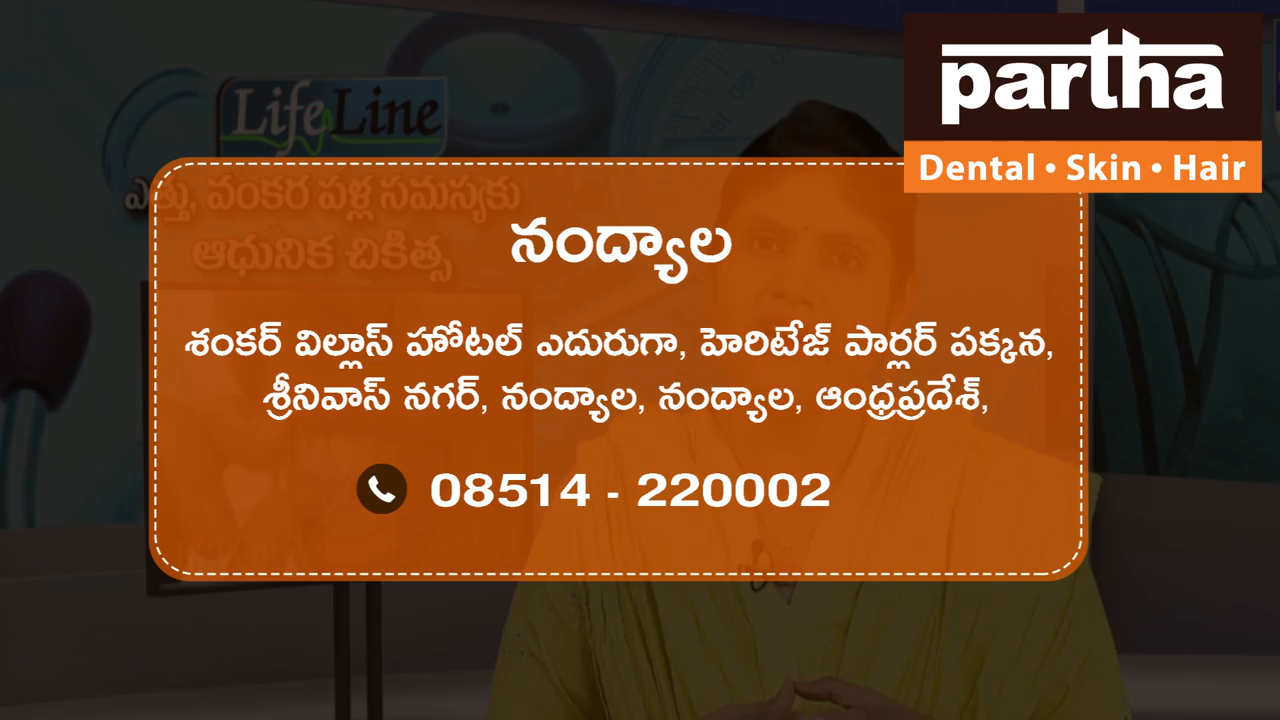 partha
Dental • Skin • Hair
LifeLine
ఎత్తు, వంకర పళ్ల సమస్యకు
ఆధునిక చికిత్స
నంద్యాల
శంకర్ విల్లాస్ హోటల్ ఎదురుగా, హెరిటేజ్ పార్లర్ పక్కన,
శ్రీనివాస్ నగర్, నంద్యాల, నంద్యాల, ఆంధ్రప్రదేశ్,
08514 - 220002